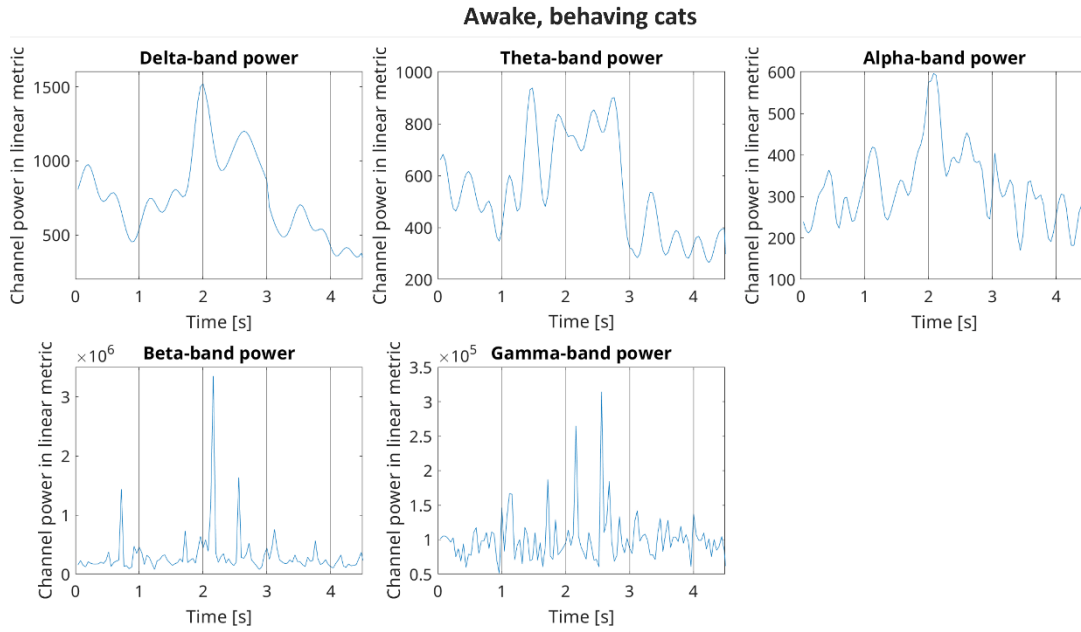 Awake, behaving cats
Delta-band power
Channel power in linear metric
1500
1000
500
0 1 2 3 4
Time [s]
Theta-band power
Channel power in linear metric
1000
800
600
400
200
0 1 2 3 4
Time [s]
Alpha-band power
Channel power in linear metric
600
500
400
300
200
100
0 1 2 3 4
Time [s]
Beta-band power
×10⁶
Channel power in linear metric
3
2
1
0
0 1 2 3 4
Time [s]
Gamma-band power
×10⁵
Channel power in linear metric
3.5
3
2.5
2
1.5
1
0.5
0 1 2 3 4
Time [s]